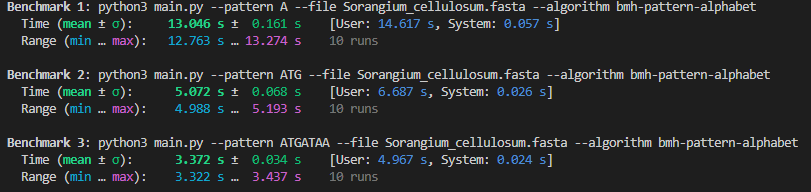 Benchmark 1: python3 main.py --pattern A --file Sorangium_cellulosum.fasta --algorithm bmh-pattern-alphabet
Time (mean ± σ): 13.046 s ± 0.161 s [User: 14.617 s, System: 0.057 s]
Range (min … max): 12.763 s … 13.274 s 10 runs
Benchmark 2: python3 main.py --pattern ATG --file Sorangium_cellulosum.fasta --algorithm bmh-pattern-alphabet
Time (mean ± σ): 5.072 s ± 0.068 s [User: 6.687 s, System: 0.026 s]
Range (min … max): 4.988 s … 5.193 s 10 runs
Benchmark 3: python3 main.py --pattern ATGATAA --file Sorangium_cellulosum.fasta --algorithm bmh-pattern-alphabet
Time (mean ± σ): 3.372 s ± 0.034 s [User: 4.967 s, System: 0.024 s]
Range (min … max): 3.322 s … 3.437 s 10 runs